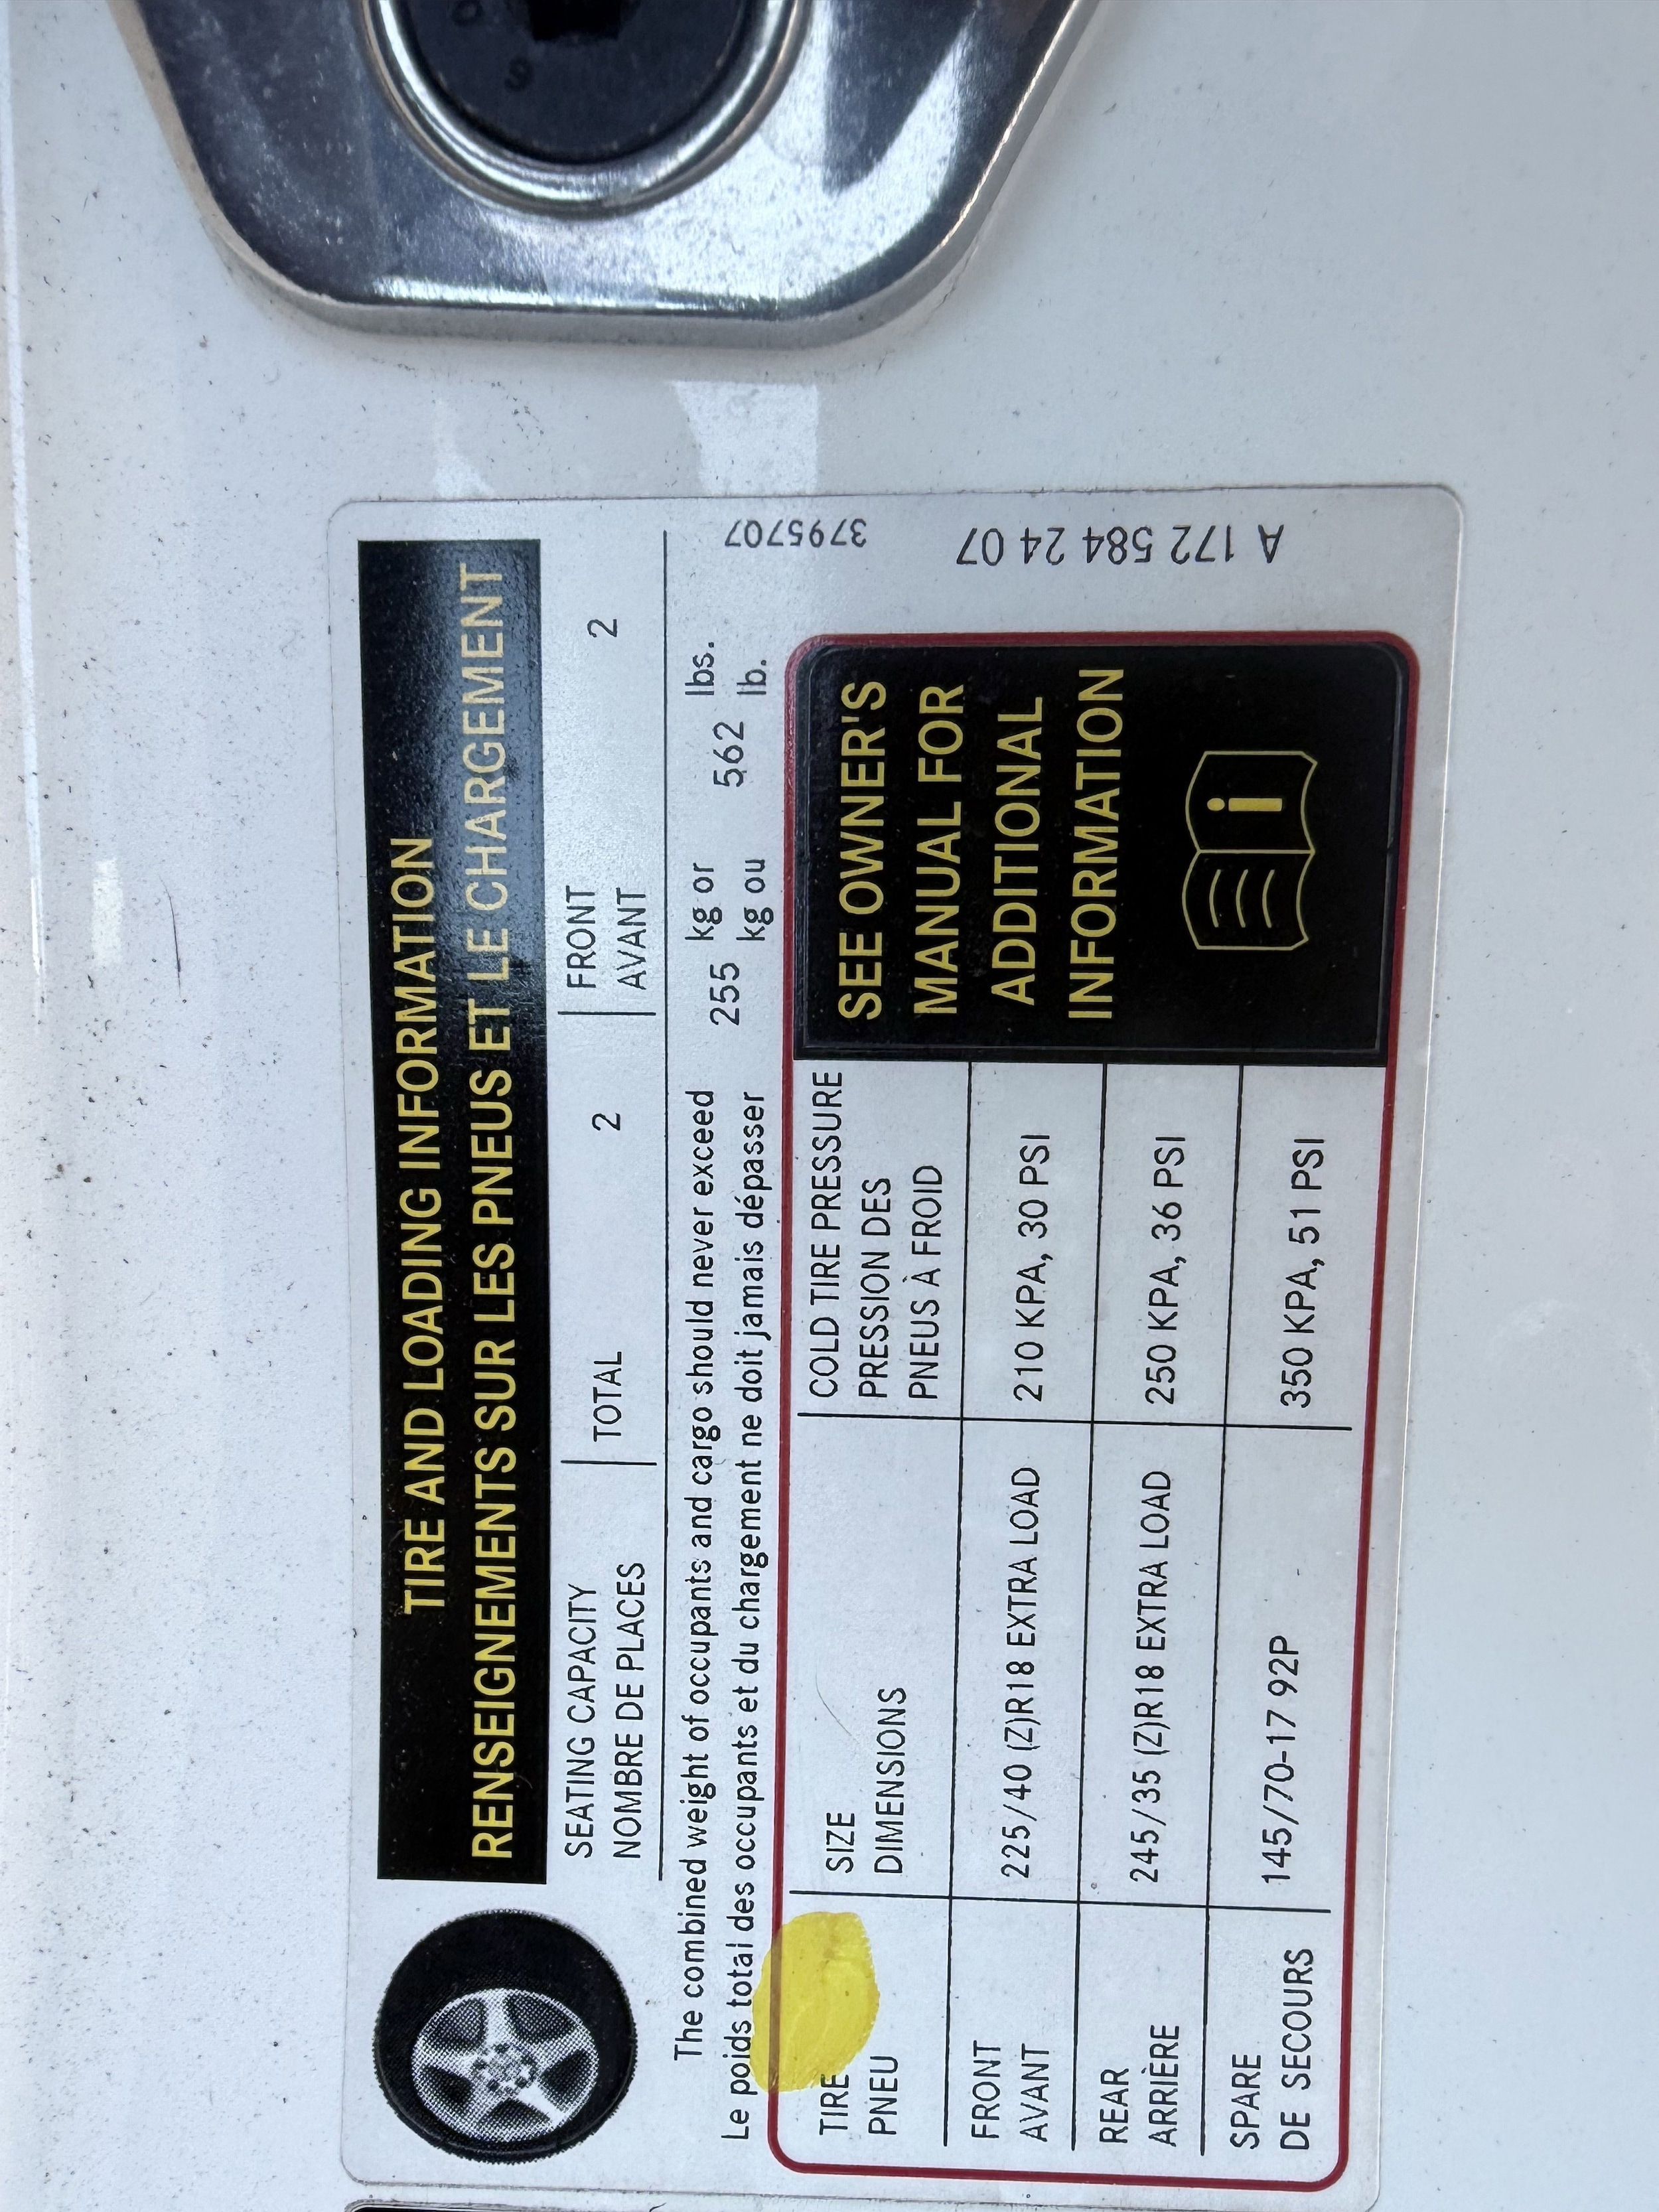 TIRE AND LOADING INFORMATION
RENSEIGNEMENTS SUR LES PNEUS ET LE CHARGEMENT
SEATING CAPACITY TOTAL 2 FRONT 2
NOMBRE DE PLACES AVANT
The combined weight of occupants and cargo should never exceed 255 kg or 562 lbs.
Le poids total des occupants et du chargement ne doit jamais dépasser kg ou lb.
TIRE SIZE COLD TIRE PRESSURE
PNEU DIMENSIONS PRESSION DES
PNEUS À FROID
FRONT 225/40 (Z)R18 EXTRA LOAD 210 KPA, 30 PSI
AVANT
REAR 245/35 (Z)R18 EXTRA LOAD 250 KPA, 36 PSI
ARRIÈRE
SPARE 145/70-17 92P 350 KPA, 51 PSI
DE SECOURS
SEE OWNER'S
MANUAL FOR
ADDITIONAL
INFORMATION
i
3795707
A 172 584 24 07